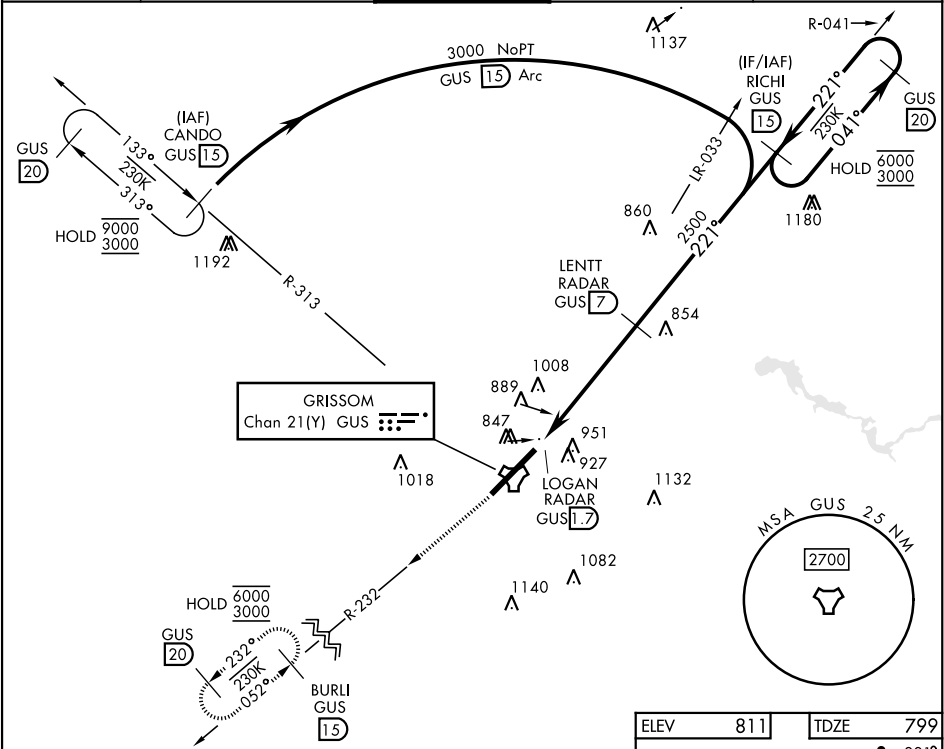 1137
R-041
3000 NoPT
GUS 15 Arc
(IF/IAF)
RICHI
GUS
15
221°
230K
041°
GUS
20
HOLD 6000
3000
1180
(IAF)
CANDO
GUS 15
GUS
20
133°
230K
313°
HOLD 9000
3000
1192
R-313
LR-033
860
2500
221°
LENTT
RADAR
GUS 7
854
1008
889
GRISSOM
Chan 21(Y) GUS
847
951
927
1018
LOGAN
RADAR
GUS 1.7
1132
MSA GUS 25 NM
2700
1082
1140
HOLD 6000
3000
R-232
GUS
20
232°
230K
052°
BURLI
GUS
15
ELEV 811
TDZE 799